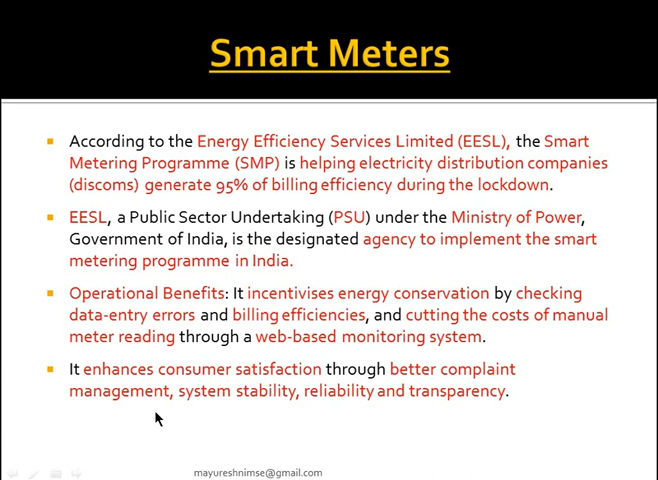 Smart Meters
According to the Energy Efficiency Services Limited (EESL), the Smart
Metering Programme (SMP) is helping electricity distribution companies
(discoms) generate 95% of billing efficiency during the lockdown.
EESL, a Public Sector Undertaking (PSU) under the Ministry of Power,
Government of India, is the designated agency to implement the smart
metering programme in India.
Operational Benefits: It incentivises energy conservation by checking
data-entry errors and billing efficiencies, and cutting the costs of manual
meter reading through a web-based monitoring system.
It enhances consumer satisfaction through better complaint
management, system stability, reliability and transparency.
mayureshnimse@gmail.com